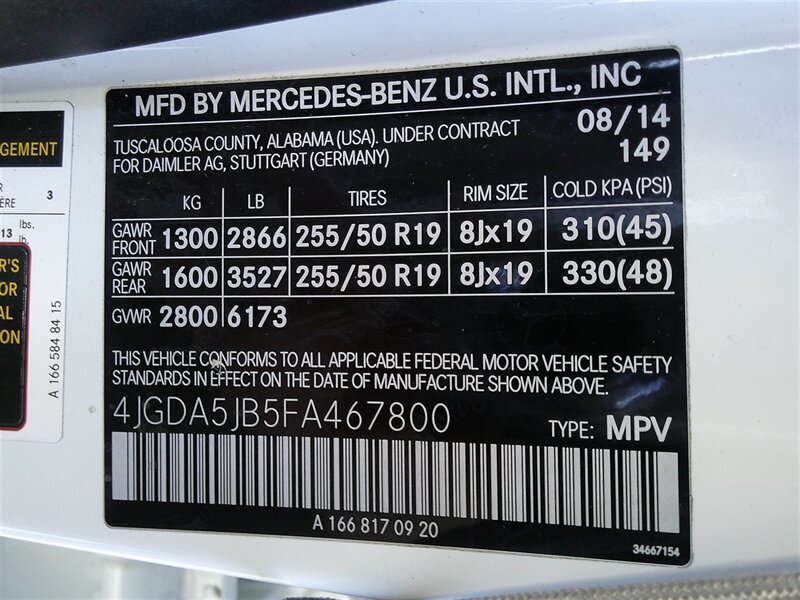 MFD BY MERCEDES-BENZ U.S. INTL., INC
TUSCALOOSA COUNTY, ALABAMA (USA). UNDER CONTRACT
FOR DAIMLER AG, STUTTGART (GERMANY)
08/14
149
KG LB TIRES RIM SIZE COLD KPA (PSI)
GAWR FRONT 1300 2866 255/50 R19 8Jx19 310(45)
GAWR REAR 1600 3527 255/50 R19 8Jx19 330(48)
GWR 2800 6173
THIS VEHICLE CONFORMS TO ALL APPLICABLE FEDERAL MOTOR VEHICLE SAFETY
STANDARDS IN EFFECT ON THE DATE OF MANUFACTURE SHOWN ABOVE.
4JGDA5JB5FA467800
TYPE: MPV
A 166 817 09 20
34667154
GEMENT
R
ÈRE 3
13 lbs.
lb.
R'S
OR
AL
ION
A 166 584 84 15